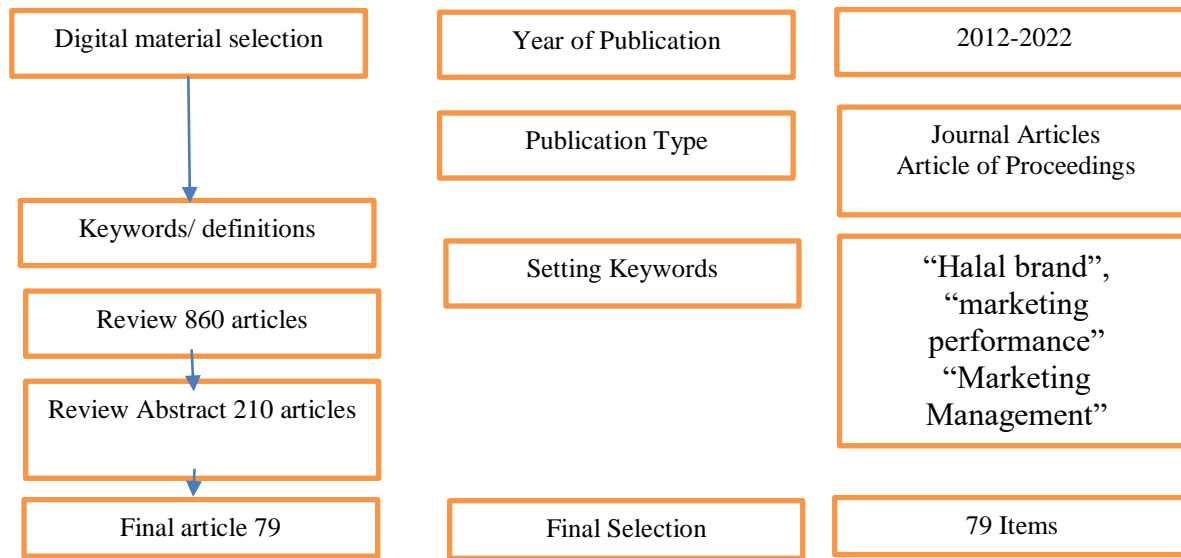 Digital material selection
Year of Publication
2012-2022
Publication Type
Journal Articles
Article of Proceedings
Keywords/ definitions
Setting Keywords
“Halal brand”,
“marketing
performance”
“Marketing
Management”
Review 860 articles
Review Abstract 210 articles
Final article 79
Final Selection
79 Items